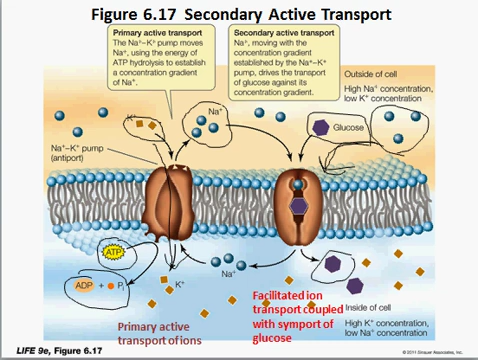 Figure 6.17 Secondary Active Transport
Primary active transport
The Na⁺–K⁺ pump moves
Na⁺, using the energy of
ATP hydrolysis to establish
a concentration gradient
of Na⁺.
Secondary active transport
Na⁺, moving with the
concentration gradient
established by the Na⁺–K⁺
pump, drives the transport
of glucose against its
concentration gradient.
Outside of cell
High Na⁺ concentration,
low K⁺ concentration
Na⁺
K⁺
Glucose
Na⁺–K⁺ pump
(antiport)
ATP
ADP + Pᵢ
K⁺
Na⁺
Primary active
transport of ions
Facilitated ion
transport coupled
with symport of
glucose
Inside of cell
High K⁺ concentration,
low Na⁺ concentration
LIFE 9e, Figure 6.17
© 2011 Sinauer Associates, Inc.